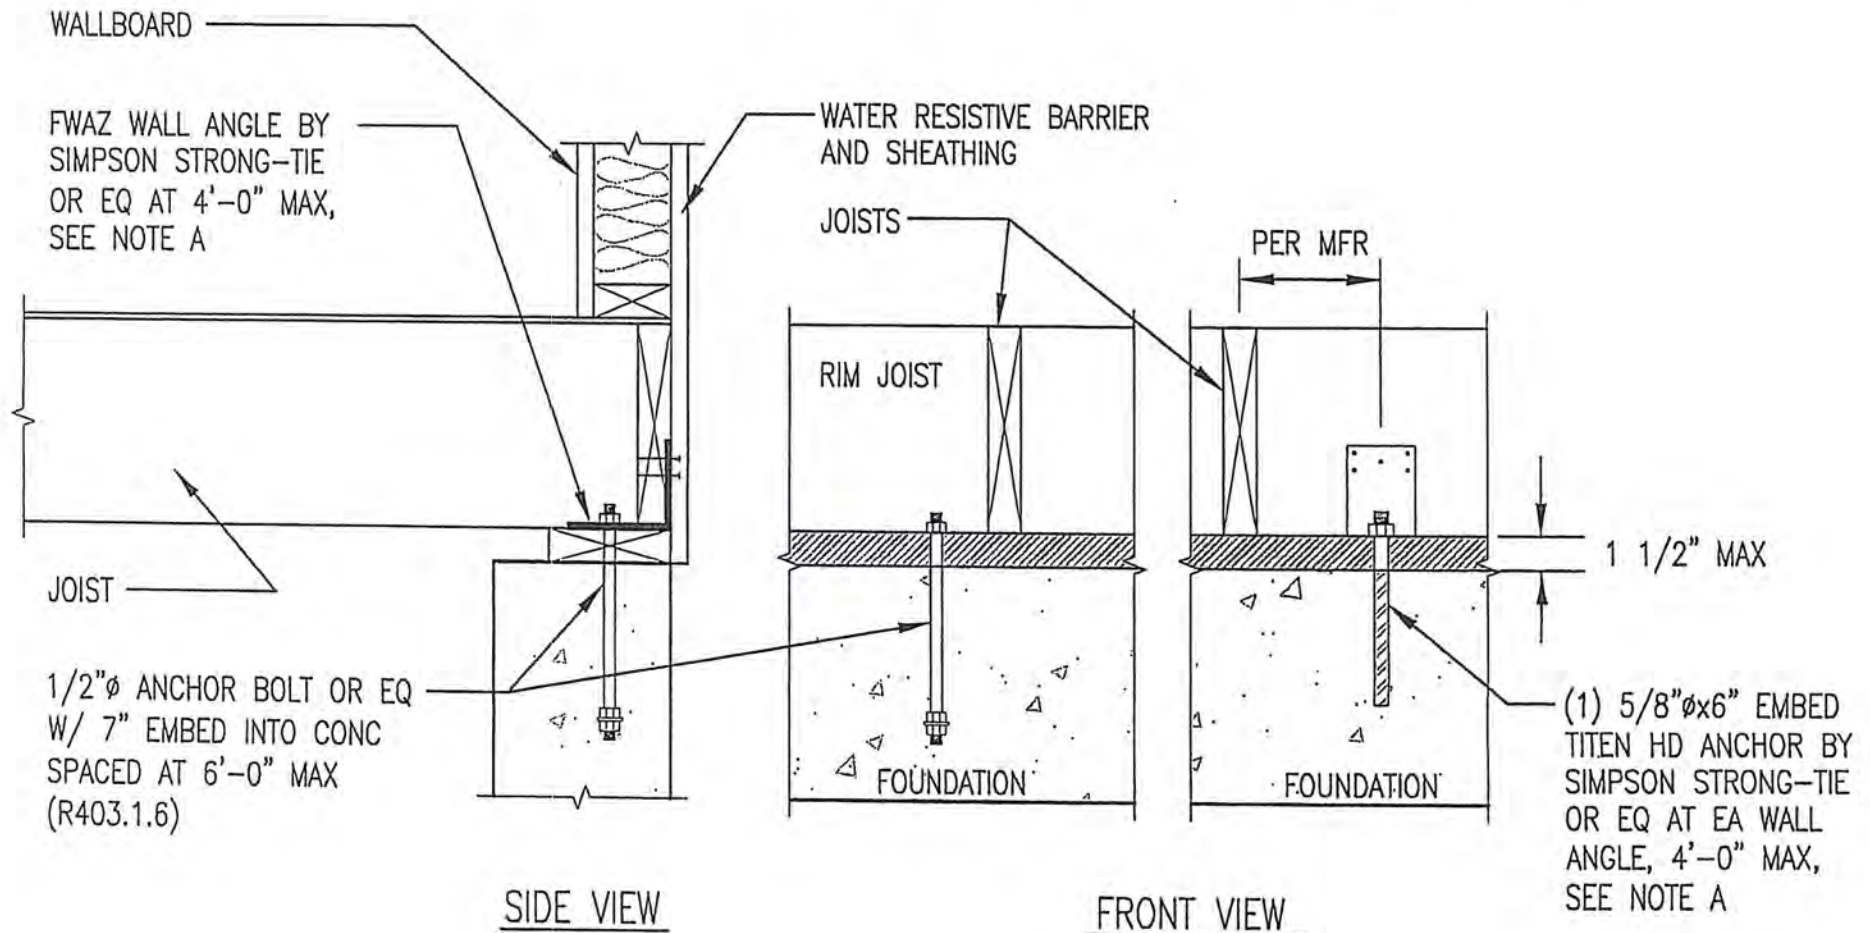 WALLBOARD
FWAZ WALL ANGLE BY
SIMPSON STRONG-TIE
OR EQ AT 4'-0" MAX,
SEE NOTE A
WATER RESISTIVE BARRIER
AND SHEATHING
JOISTS
PER MFR
RIM JOIST
1 1/2" MAX
JOIST
1/2"ø ANCHOR BOLT OR EQ
W/ 7" EMBED INTO CONC
SPACED AT 6'-0" MAX
(R403.1.6)
FOUNDATION
FOUNDATION
(1) 5/8"øx6" EMBED
TITEN HD ANCHOR BY
SIMPSON STRONG-TIE
OR EQ AT EA WALL
ANGLE, 4'-0" MAX,
SEE NOTE A
SIDE VIEW
FRONT VIEW